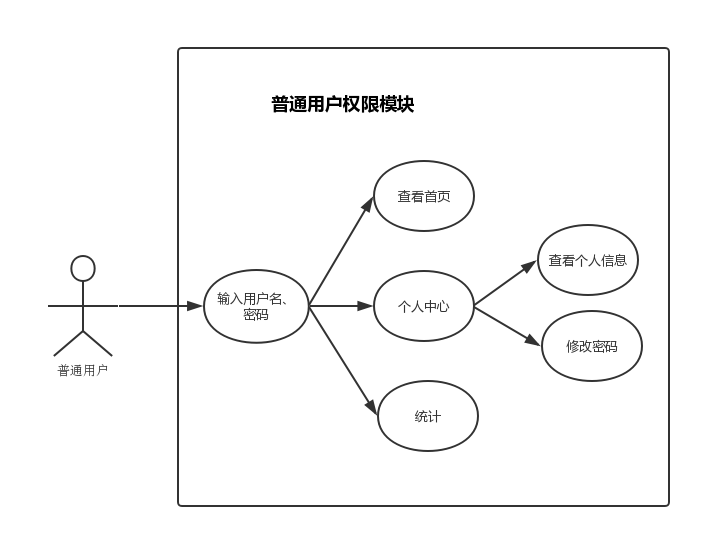 普通用户权限模块
查看首页
查看个人信息
输入用户名、
密码
个人中心
修改密码
普通用户
统计